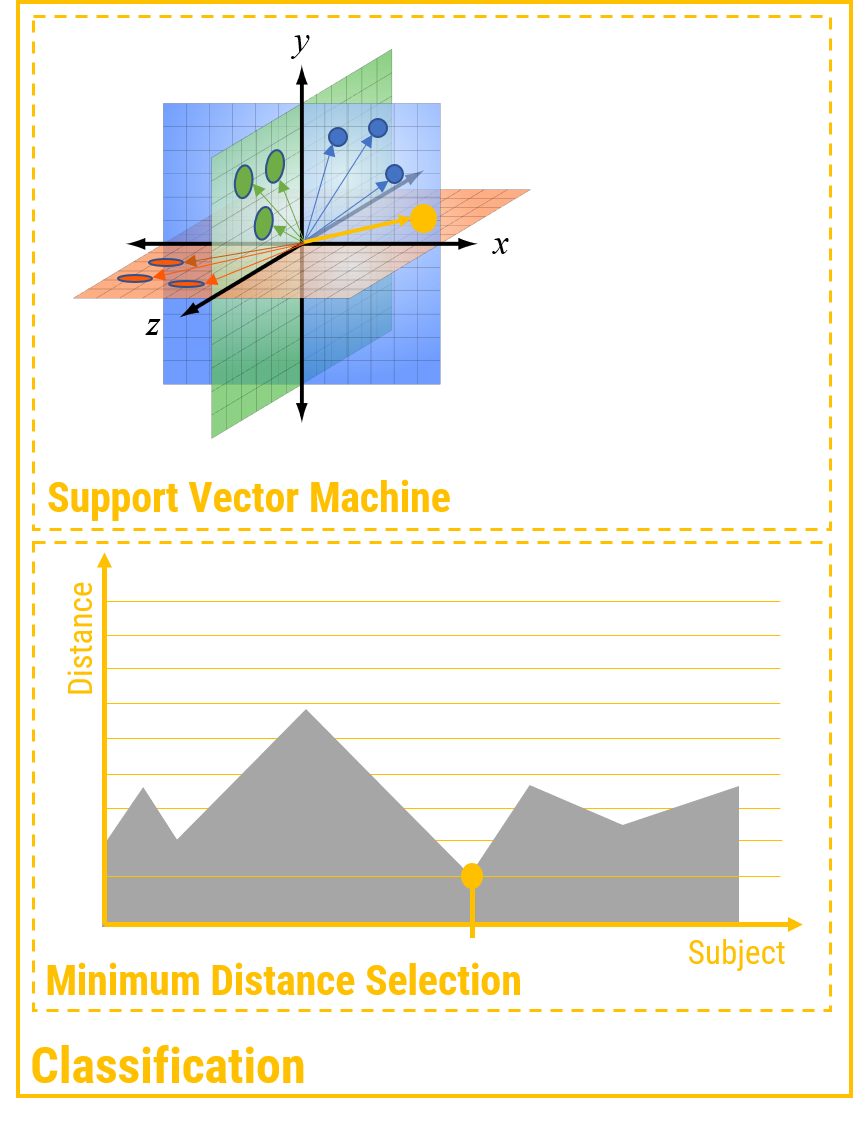 y
x
z
Support Vector Machine
Distance
Subject
Minimum Distance Selection
Classification